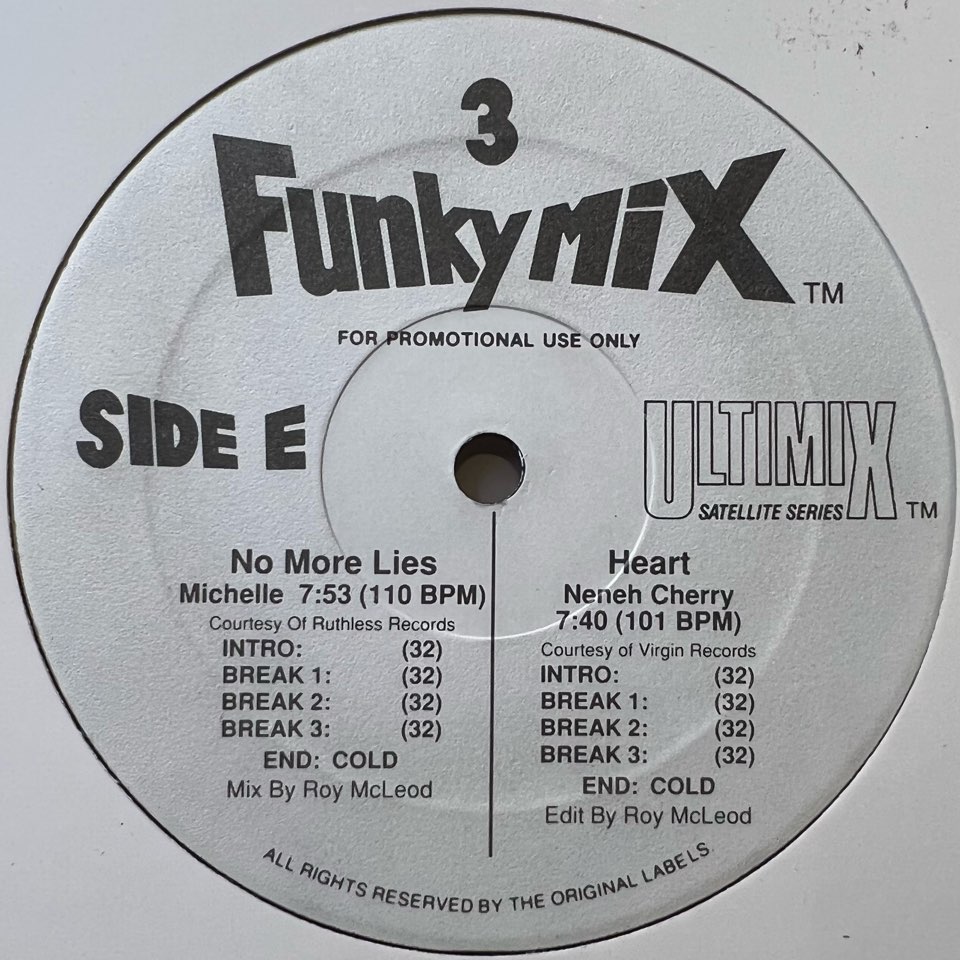 3
Funkymix TM
FOR PROMOTIONAL USE ONLY
SIDE E
ULTIMIX
SATELLITE SERIES TM
No More Lies
Michelle 7:53 (110 BPM)
Courtesy Of Ruthless Records
INTRO: (32)
BREAK 1: (32)
BREAK 2: (32)
BREAK 3: (32)
END: COLD
Mix By Roy McLeod
Heart
Neneh Cherry
7:40 (101 BPM)
Courtesy of Virgin Records
INTRO: (32)
BREAK 1: (32)
BREAK 2: (32)
BREAK 3: (32)
END: COLD
Edit By Roy McLeod
ALL RIGHTS RESERVED BY THE ORIGINAL LABELS.